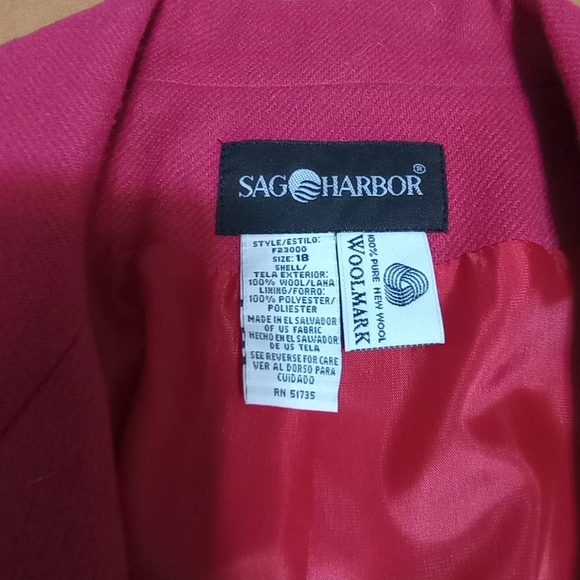 SAG HARBOR®
STYLE/ESTILO:
F23000
SIZE: 18
SHELL/
TELA EXTERIOR:
100% WOOL/LANA
LINING/FORRO:
100% POLYESTER/
POLIESTER
MADE IN EL SALVADOR
OF US FABRIC
HECHO EN EL SALVADOR
DE US TELA
SEE REVERSE FOR CARE
VER AL DORSO PARA
CUIDADO
RN 51735
100% PURE NEW WOOL
WOOLMARK